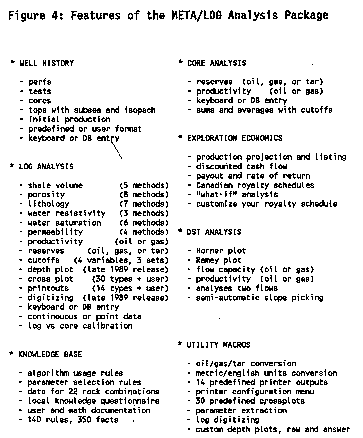 Figure 4: Features of the META/LOG Analysis Package
* WELL HISTORY
- perfs
- tests
- cores
- tops with subsea and isopach
- initial production
- predefined or user format
- keyboard or DB entry
* LOG ANALYSIS
- shale volume (5 methods)
- porosity (8 methods)
- lithology (7 methods)
- water resistivity (3 methods)
- water saturation (6 methods)
- permeability (4 methods)
- productivity (oil or gas)
- reserves (oil, gas, or tar)
- cutoffs (4 variables, 3 sets)
- depth plot (late 1989 release)
- cross plot (30 types + user)
- printouts (14 types + user)
- digitizing (late 1989 release)
- keyboard or DB entry
- continuous or point data
- log vs core calibration
* KNOWLEDGE BASE
- algorithm usage rules
- parameter selection rules
- data for 22 rock combinations
- local knowledge questionnaire
- user and math documentation
- 140 rules, 350 facts
* CORE ANALYSIS
- reserves (oil, gas, or tar)
- productivity (oil or gas)
- keyboard or DB entry
- sums and averages with cutoffs
* EXPLORATION ECONOMICS
- production projection and listing
- discounted cash flow
- payout and rate of return
- Canadian royalty schedules
- "what-if" analysis
- customize your royalty schedule
* DST ANALYSIS
- Horner plot
- Ramey plot
- flow capacity (oil or gas)
- productivity (oil or gas)
- analyses two flows
- semi-automatic slope picking
* UTILITY MACROS
- oil/gas/tar conversion
- metric/english units conversion
- 14 predefined printer outputs
- printer configuration menu
- 30 predefined crossplots
- parameter extraction
- log digitizing
- custom depth plots, raw and answer